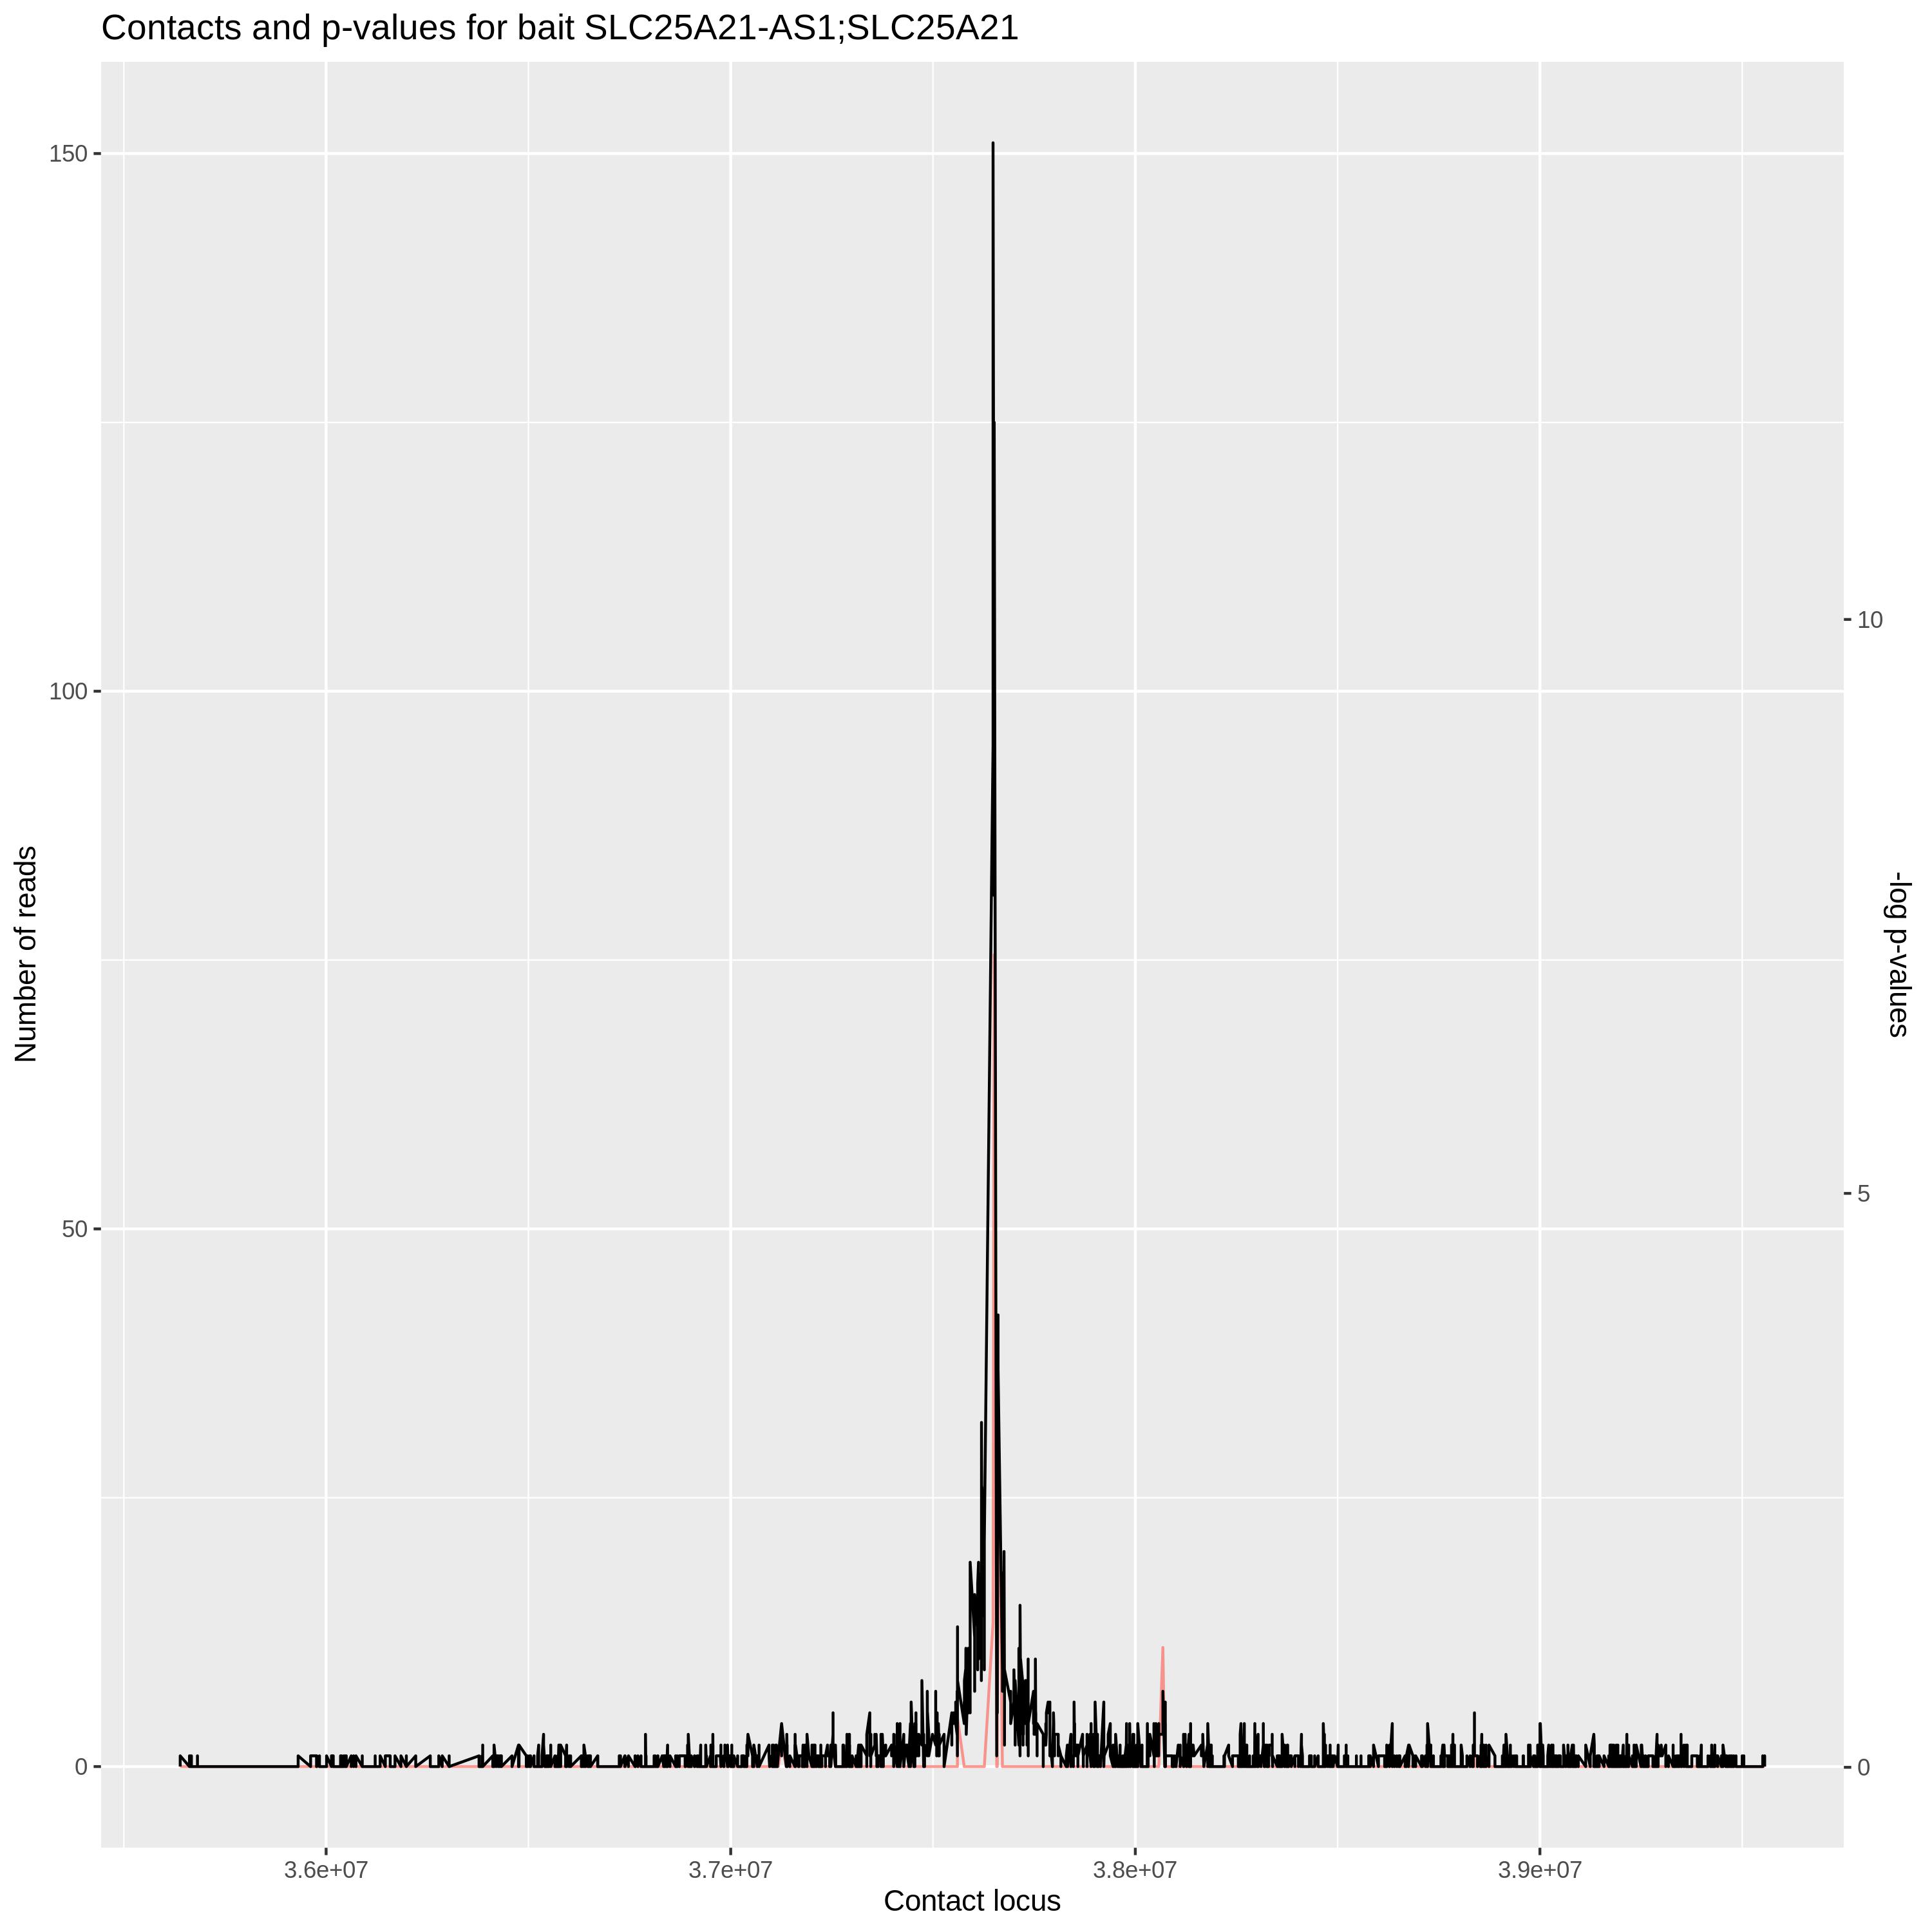 Contacts and p-values for bait SLC25A21-AS1;SLC25A21
150
100
50
0
Number of reads
10
5
0
-log p-values
3.6e+07
3.7e+07
3.8e+07
3.9e+07
Contact locus